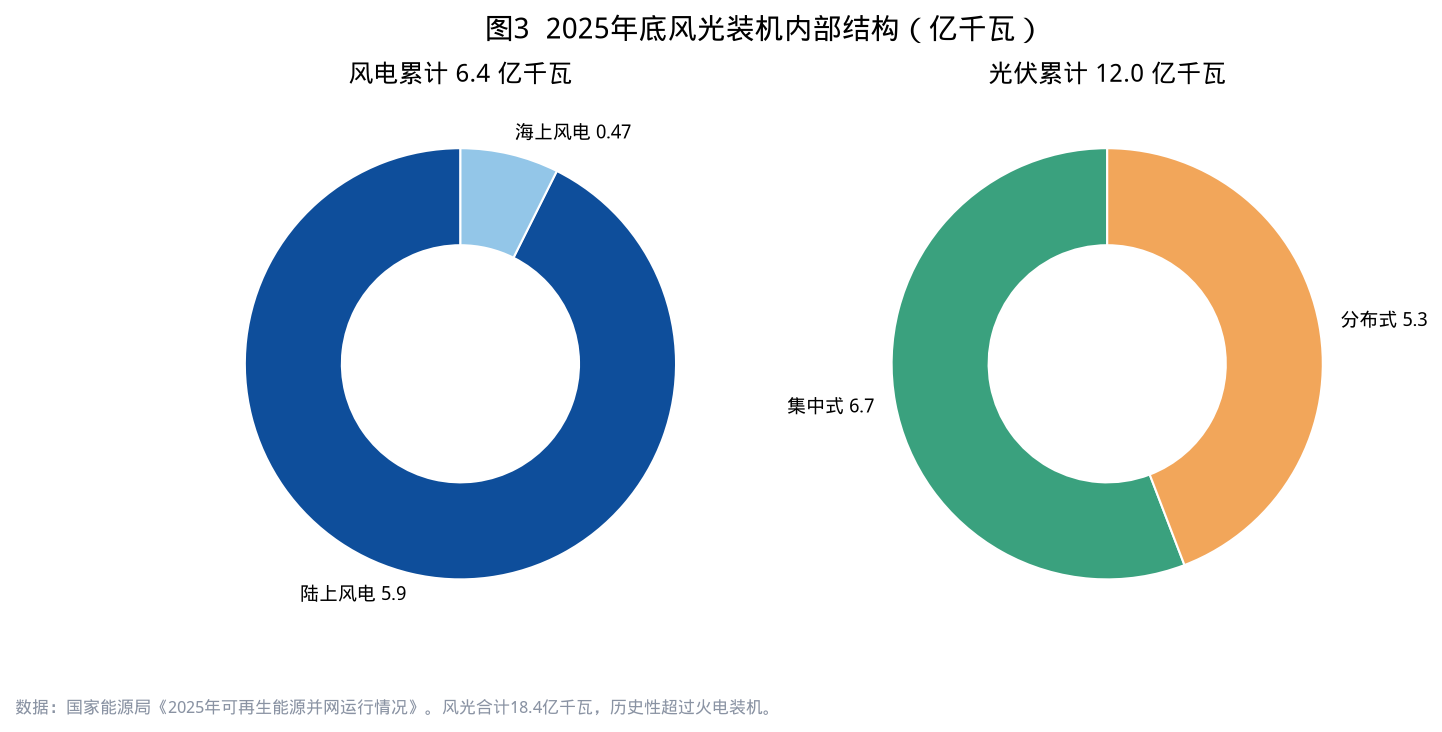 图3 2025年底风光装机内部结构（亿千瓦）
风电累计 6.4 亿千瓦
光伏累计 12.0 亿千瓦
海上风电 0.47
分布式 5.3
集中式 6.7
陆上风电 5.9
数据：国家能源局《2025年可再生能源并网运行情况》。风光合计18.4亿千瓦，历史性超过火电装机。